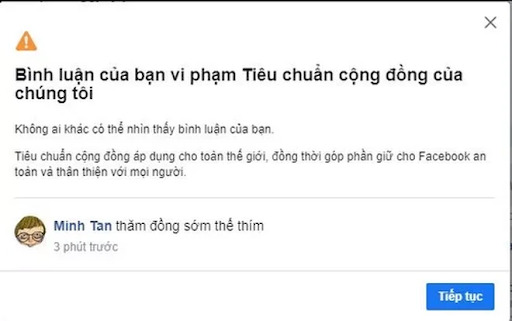 Bình luận của bạn vi phạm Tiêu chuẩn cộng đồng của
chúng tôi
Không ai khác có thể nhìn thấy bình luận của bạn.
Tiêu chuẩn cộng đồng áp dụng cho toàn thế giới, đồng thời góp phần giữ cho Facebook an
toàn và thân thiện với mọi người.
Minh Tan thăm đồng sớm thế thím
3 phút trước
Tiếp tục